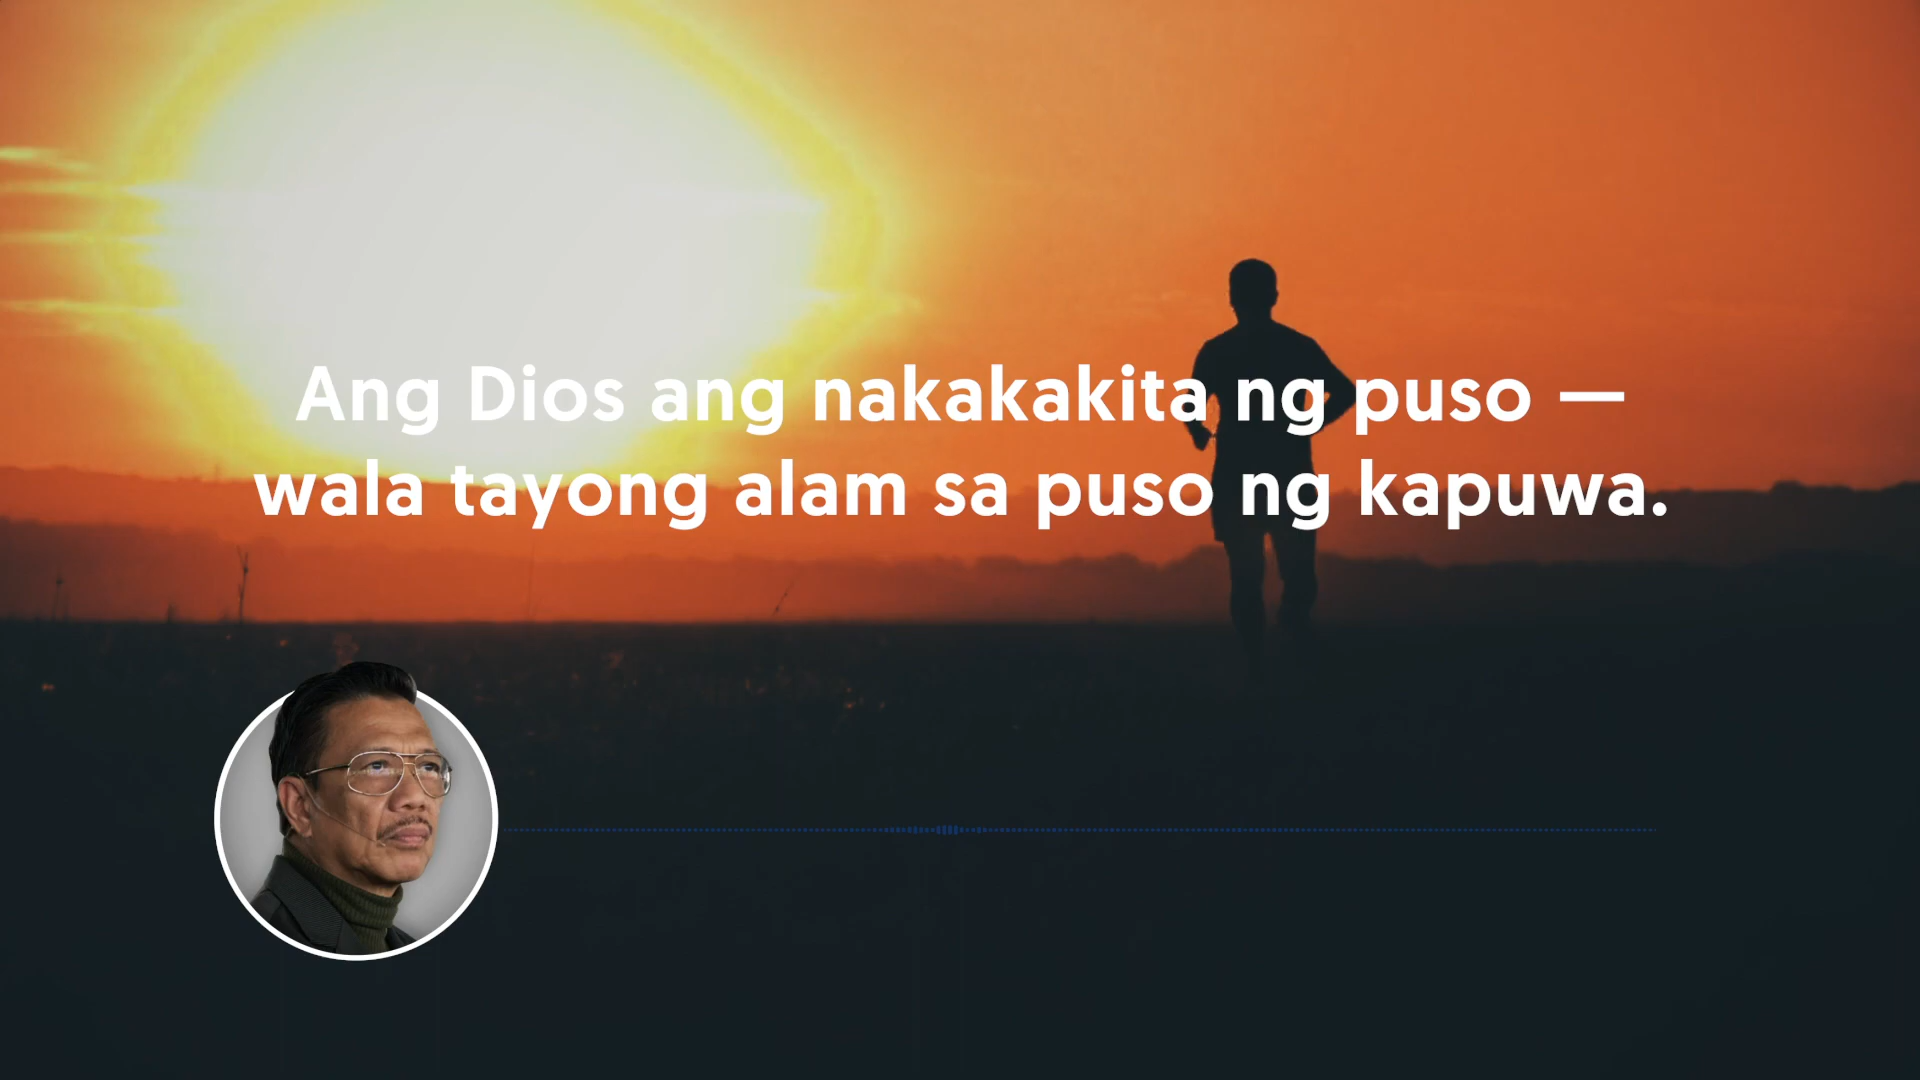 Ang Dios ang nakakakita ng puso —
wala tayong alam sa puso ng kapuwa.